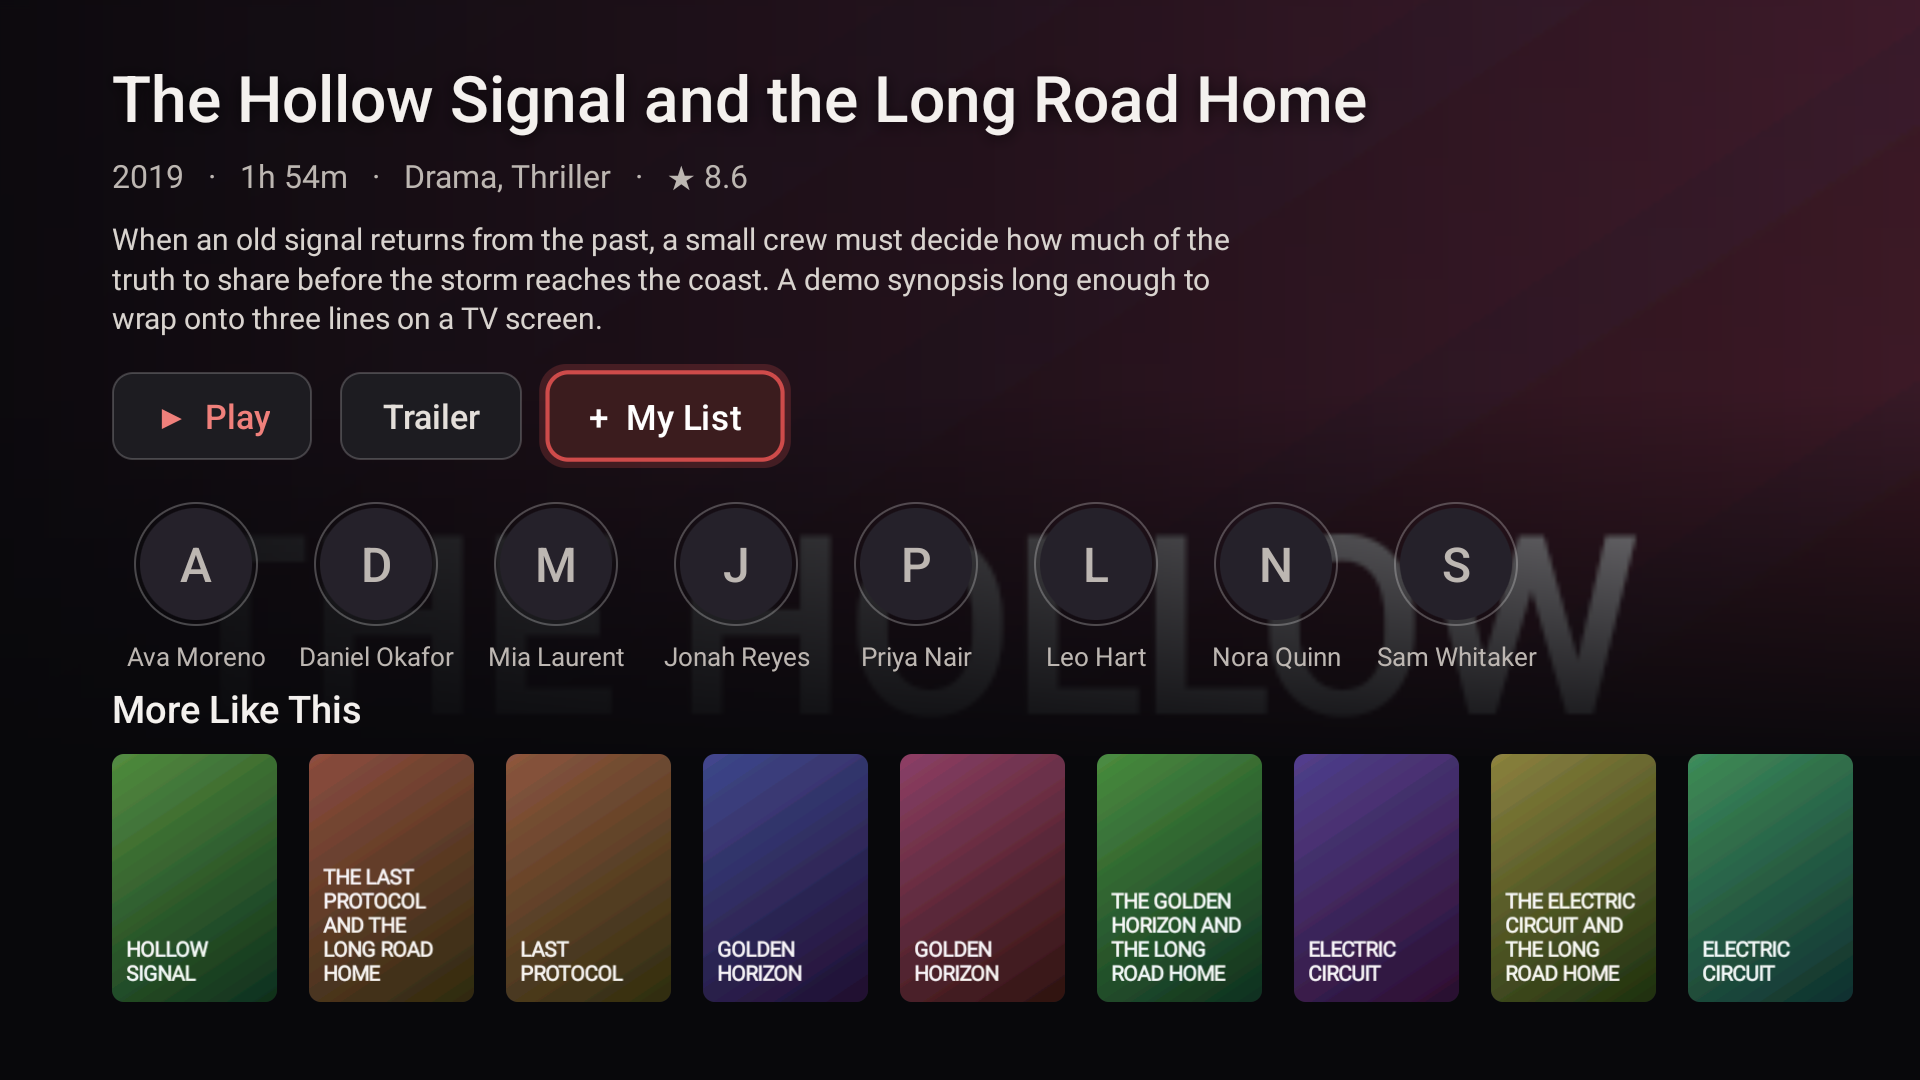 The Hollow Signal and the Long Road Home
2019 · 1h 54m · Drama, Thriller · ★ 8.6
When an old signal returns from the past, a small crew must decide how much of the
truth to share before the storm reaches the coast. A demo synopsis long enough to
wrap onto three lines on a TV screen.
▶ Play
Trailer
+ My List
THE HOLLOW
A
D
M
J
P
L
N
S
Ava Moreno
Daniel Okafor
Mia Laurent
Jonah Reyes
Priya Nair
Leo Hart
Nora Quinn
Sam Whitaker
More Like This
HOLLOW
SIGNAL
THE LAST
PROTOCOL
AND THE
LONG ROAD
HOME
LAST
PROTOCOL
GOLDEN
HORIZON
GOLDEN
HORIZON
THE GOLDEN
HORIZON AND
THE LONG
ROAD HOME
ELECTRIC
CIRCUIT
THE ELECTRIC
CIRCUIT AND
THE LONG
ROAD HOME
ELECTRIC
CIRCUIT